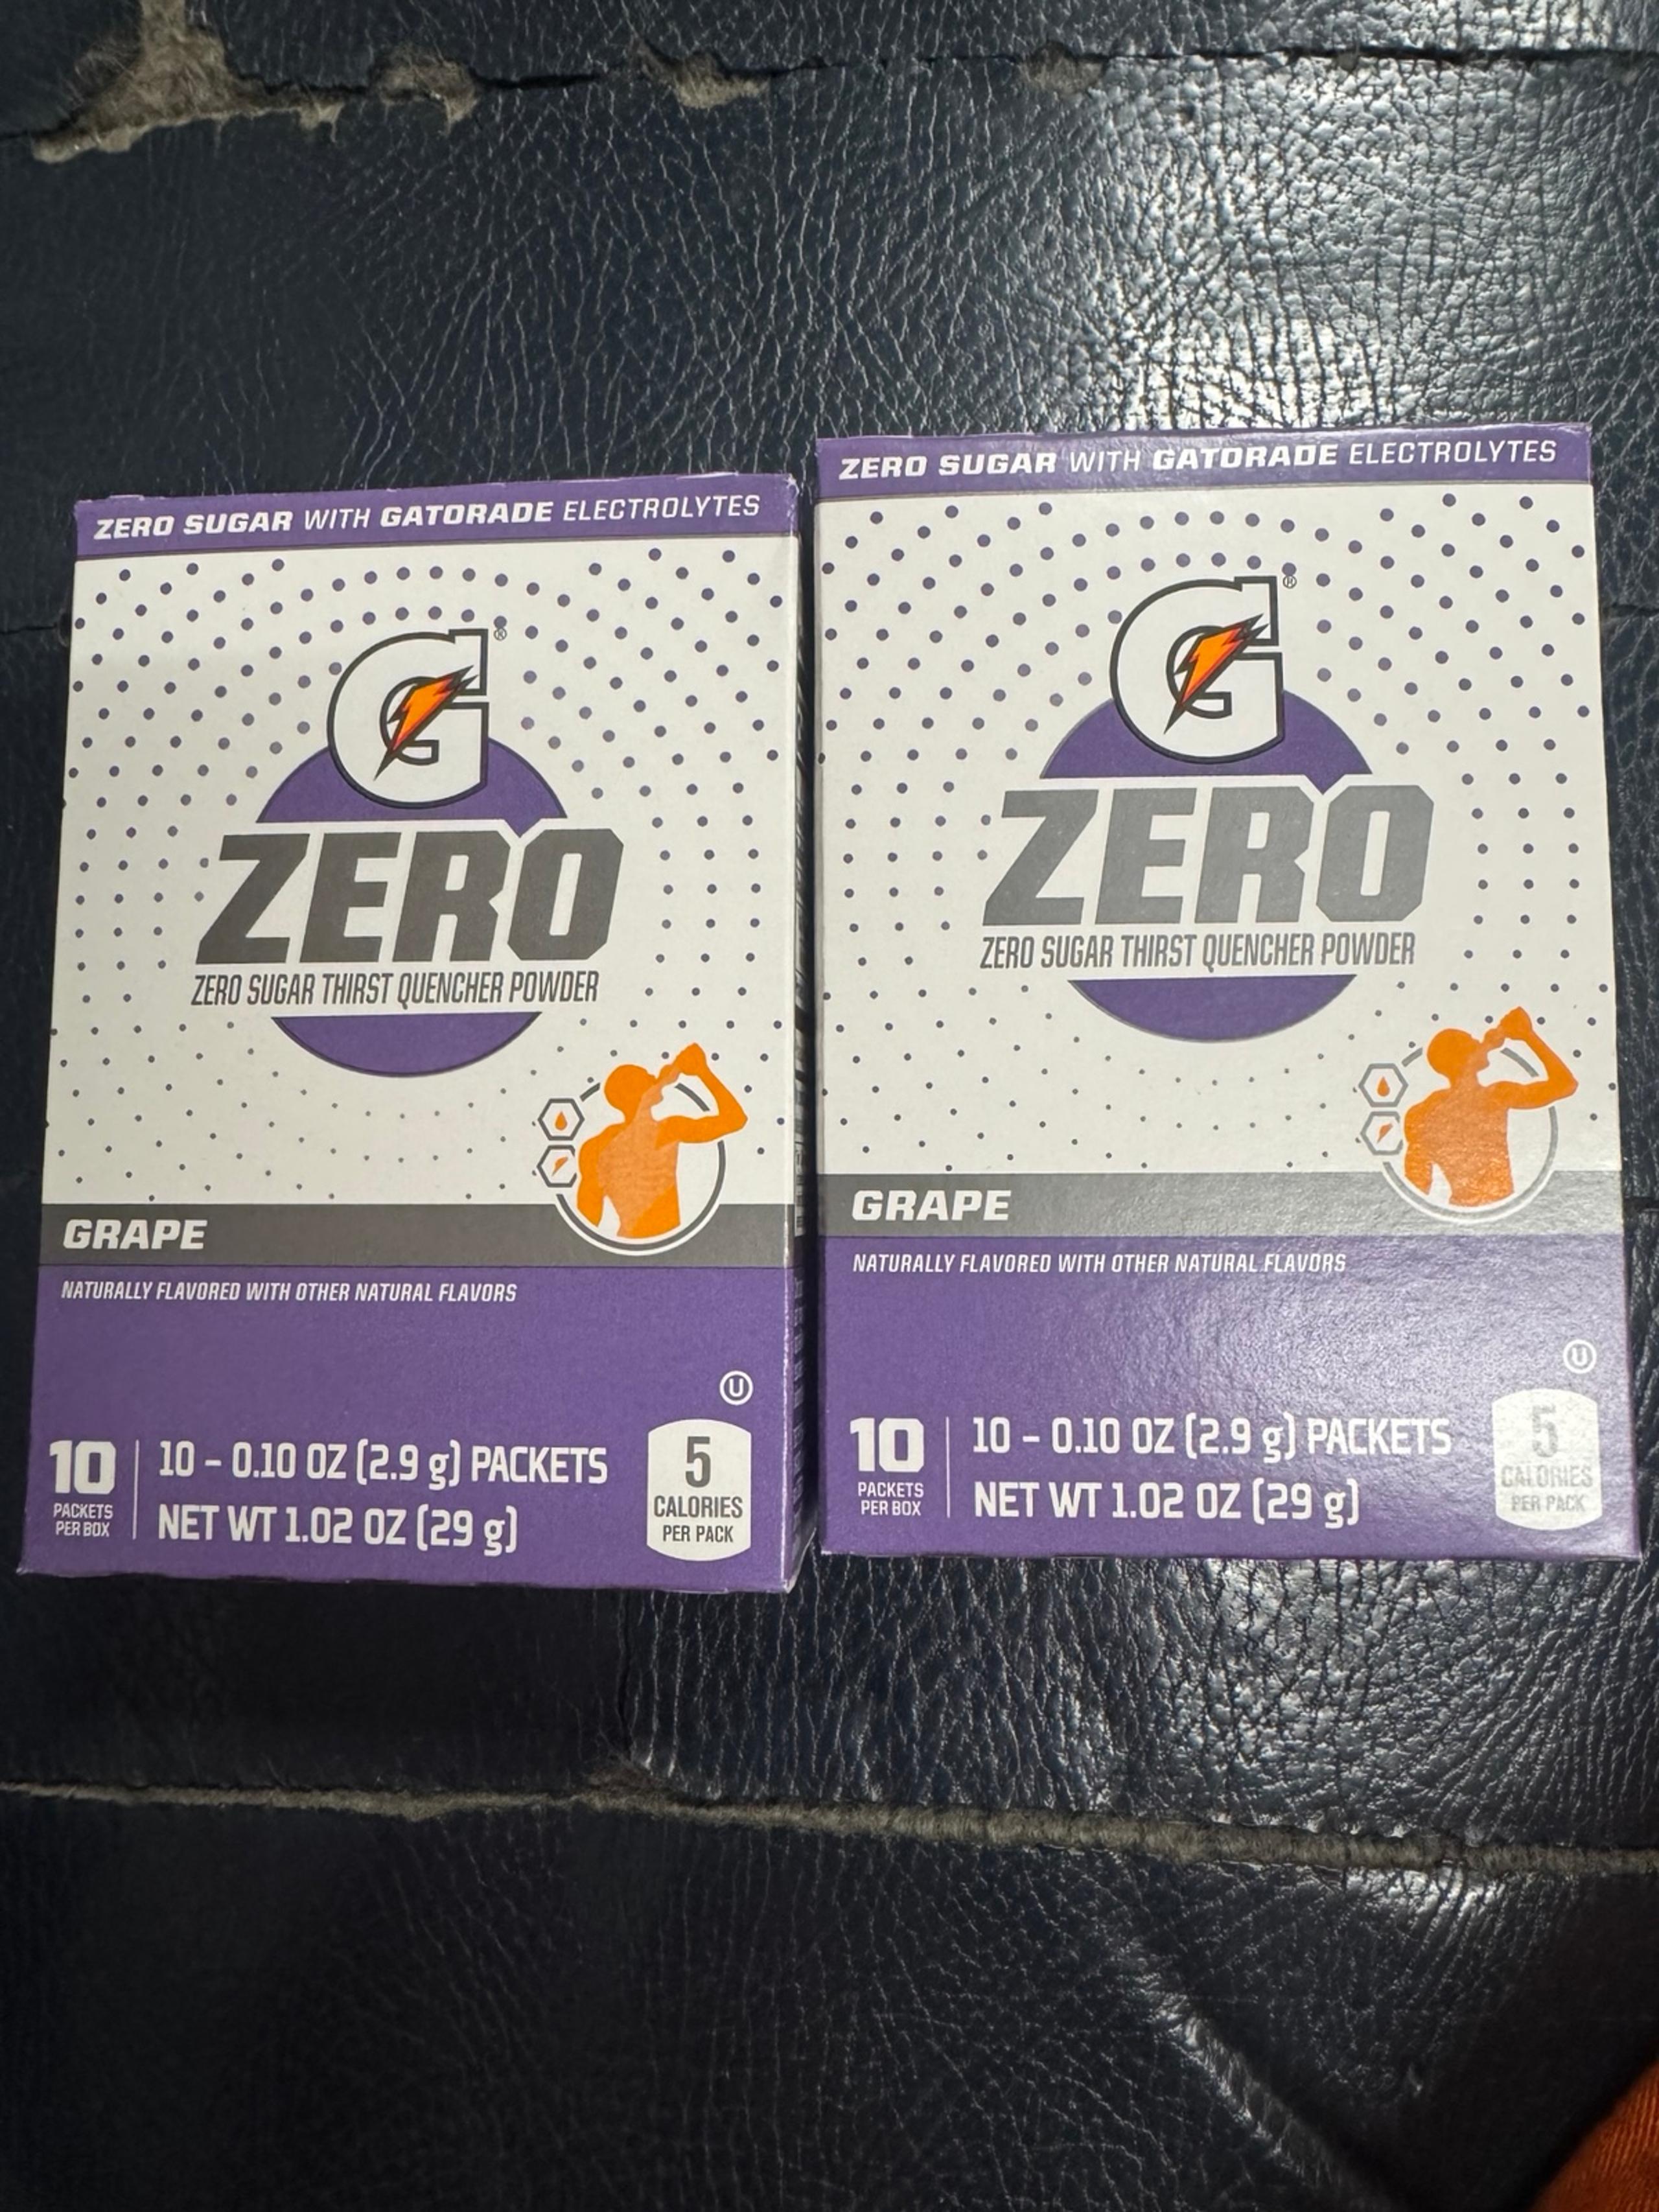 ZERO SUGAR WITH GATORADE ELECTROLYTES
G®
ZERO
ZERO SUGAR THIRST QUENCHER POWDER
GRAPE
NATURALLY FLAVORED WITH OTHER NATURAL FLAVORS
U
10
PACKETS
PER BOX
10 – 0.10 OZ (2.9 g) PACKETS
NET WT 1.02 OZ (29 g)
5
CALORIES
PER PACK
ZERO SUGAR WITH GATORADE ELECTROLYTES
G®
ZERO
ZERO SUGAR THIRST QUENCHER POWDER
GRAPE
NATURALLY FLAVORED WITH OTHER NATURAL FLAVORS
U
10
PACKETS
PER BOX
10 – 0.10 OZ (2.9 g) PACKETS
NET WT 1.02 OZ (29 g)
5
CALORIES
PER PACK